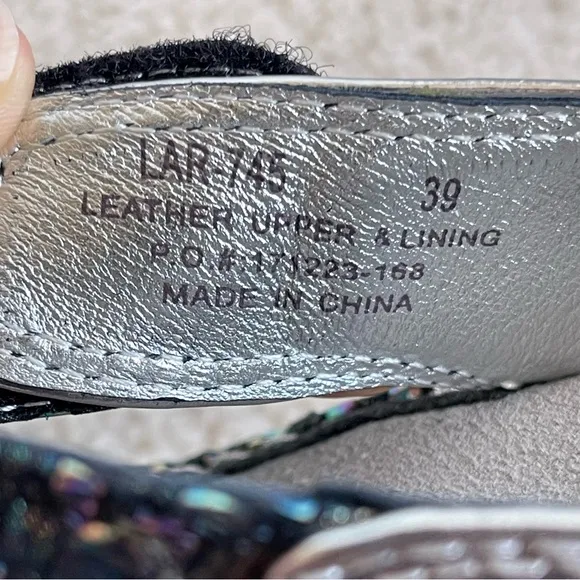 LAR-745 39
LEATHER UPPER & LINING
P.O.#:171223-168
MADE IN CHINA